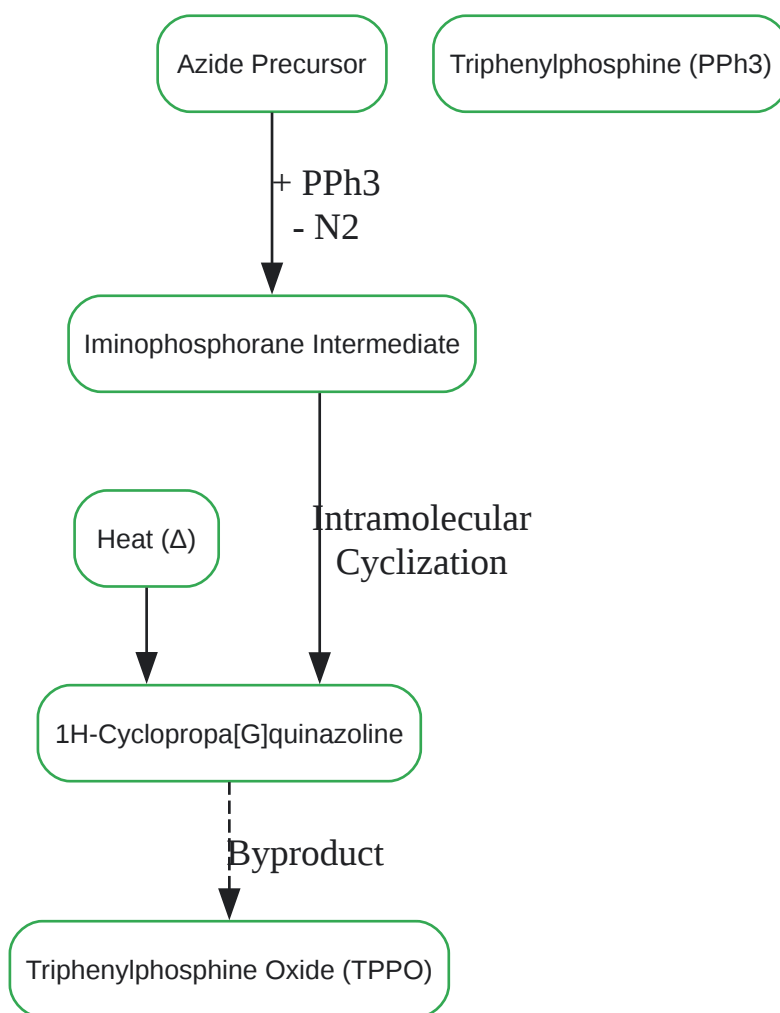 Azide Precursor
Triphenylphosphine (PPh3)
+ PPh3
- N2
Iminophosphorane Intermediate
Intramolecular
Cyclization
Heat (Δ)
1H-Cyclopropa[G]quinazoline
Byproduct
Triphenylphosphine Oxide (TPPO)